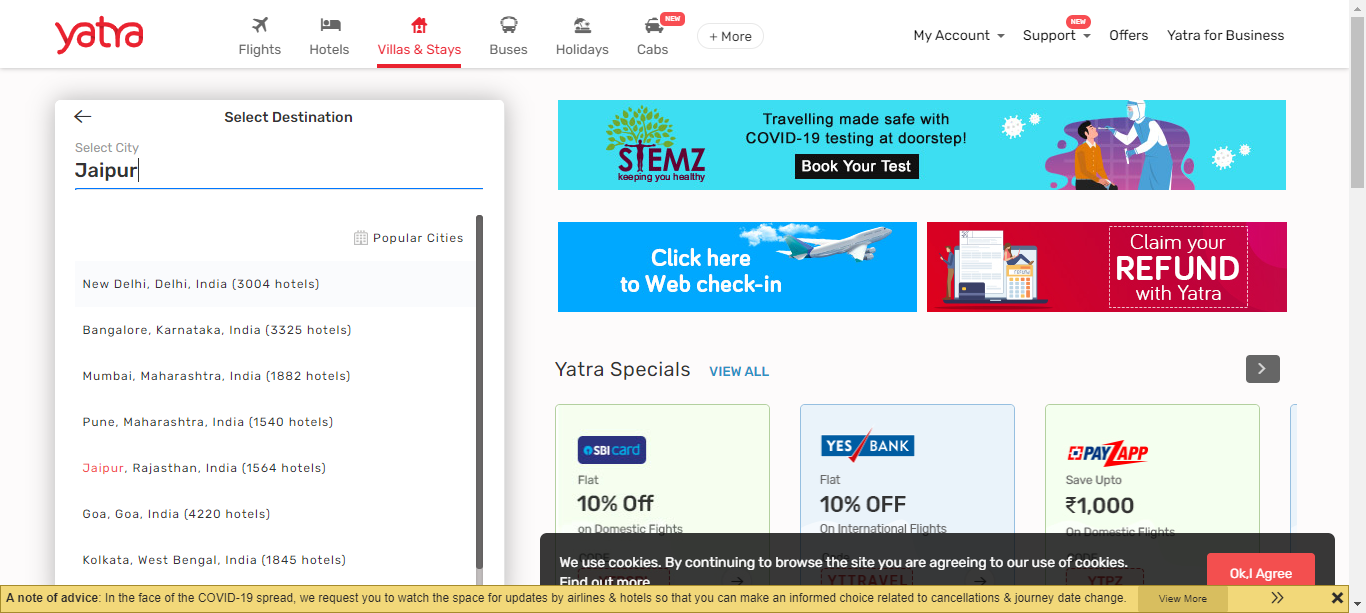 yatra
Flights
Hotels
Villas & Stays
Buses
Holidays
NEW
Cabs
+ More
My Account
NEW
Support
Offers
Yatra for Business
Select Destination
Select City
Jaipur
Popular Cities
New Delhi, Delhi, India (3004 hotels)
Bangalore, Karnataka, India (3325 hotels)
Mumbai, Maharashtra, India (1882 hotels)
Pune, Maharashtra, India (1540 hotels)
Jaipur, Rajasthan, India (1564 hotels)
Goa, Goa, India (4220 hotels)
Kolkata, West Bengal, India (1845 hotels)
STEMZ
keeping you healthy
Travelling made safe with
COVID-19 testing at doorstep!
Book Your Test
Click here
to Web check-in
Claim your
REFUND
with Yatra
Yatra Specials
VIEW ALL
SBI card
Flat
10% Off
on Domestic Fights
CODE
YES BANK
Flat
10% OFF
On International Flights
Code
YTTRAVEL
PAYZAPP
Save Upto
₹1,000
On Domestic Flights
CODE
YTPZ
We use cookies. By continuing to browse the site you are agreeing to our use of cookies.
Find out more
Ok,I Agree
A note of advice: In the face of the COVID-19 spread, we request you to watch the space for updates by airlines & hotels so that you can make an informed choice related to cancellations & journey date change.
View More